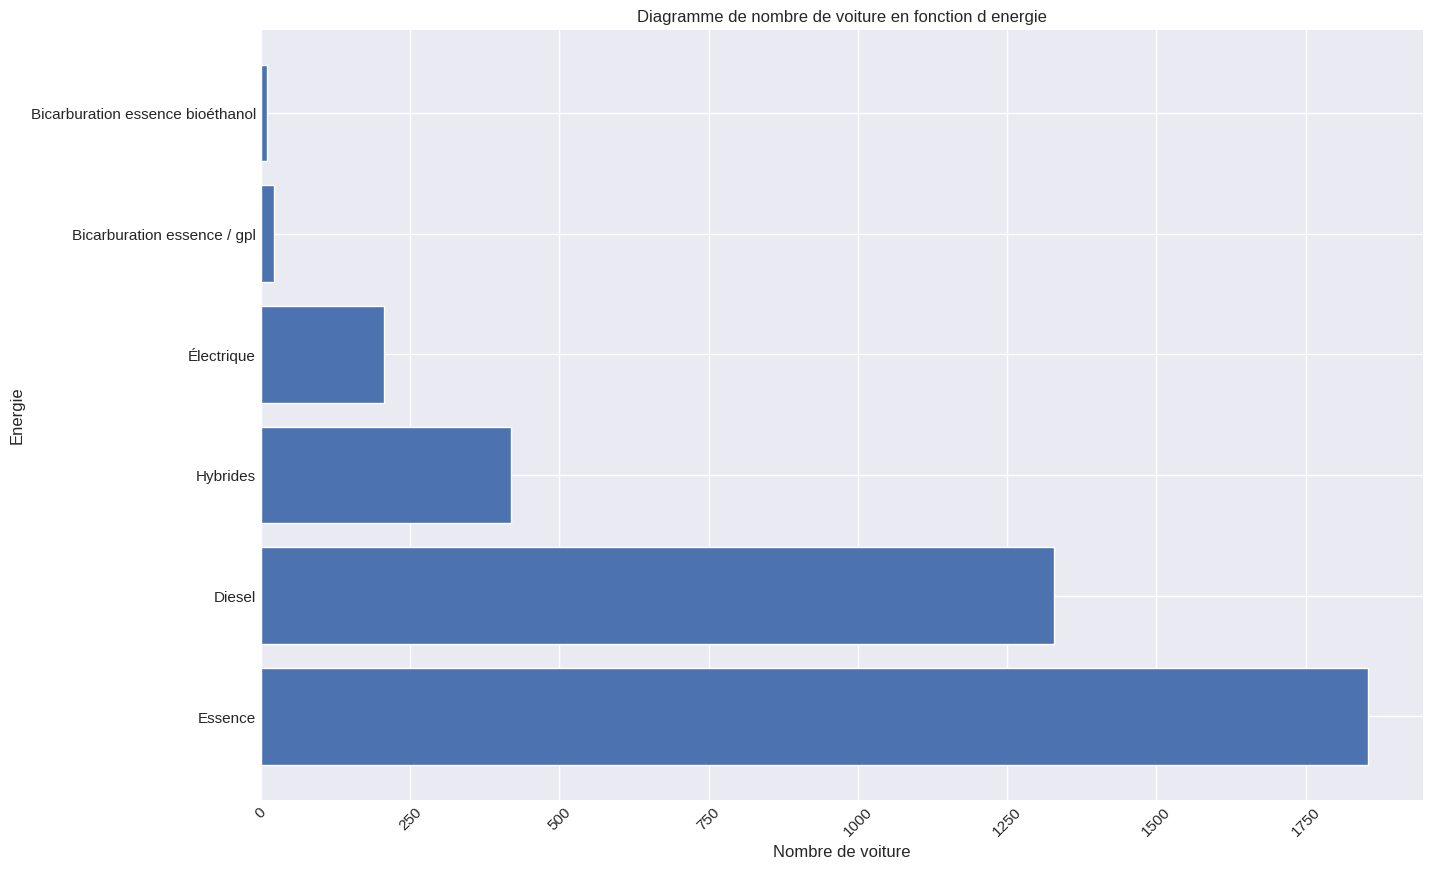 Diagramme de nombre de voiture en fonction d energie
Bicarburation essence bioéthanol
Bicarburation essence / gpl
Électrique
Hybrides
Diesel
Essence
Energie
0 250 500 750 1000 1250 1500 1750
Nombre de voiture